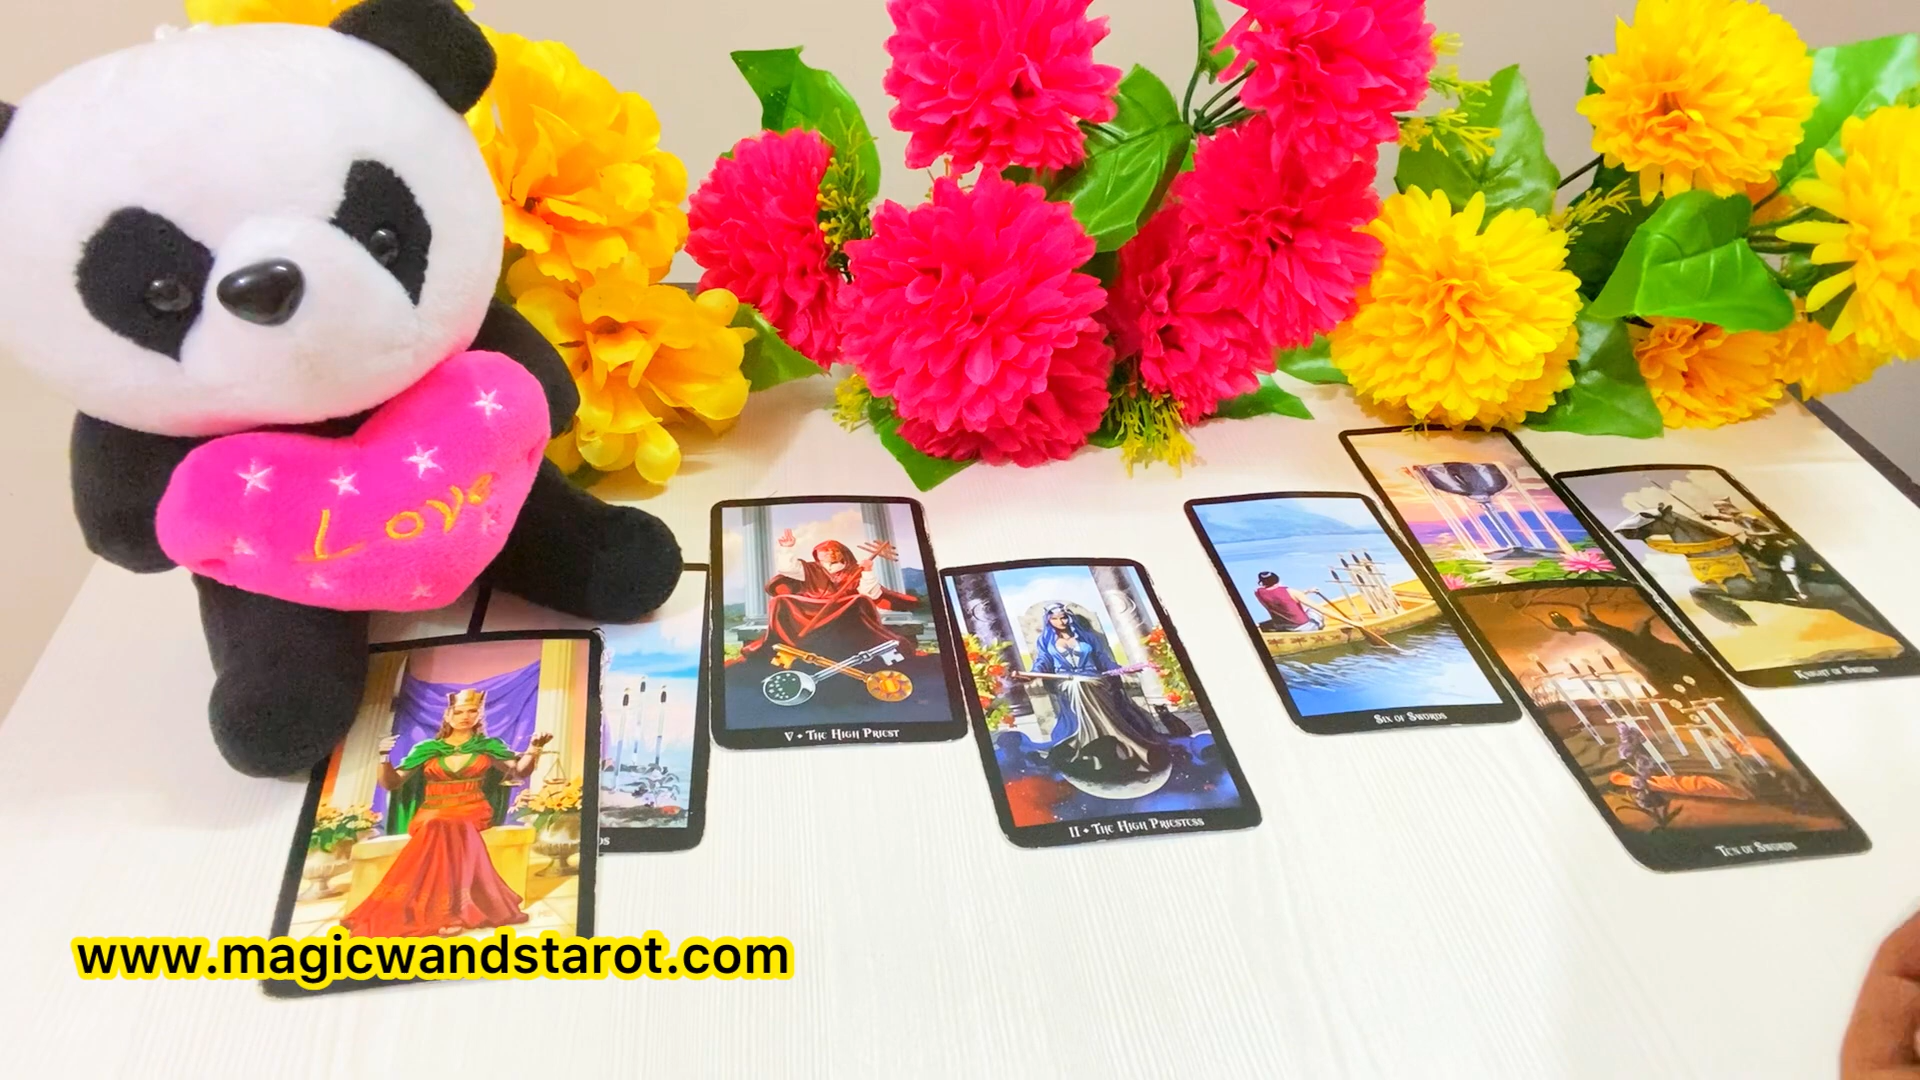 Love
V • THE HIGH PRIEST
II • THE HIGH PRIESTESS
SIX OF SWORDS
KNIGHT OF SWORDS
TEN OF SWORDS
www.magicwandstarot.com